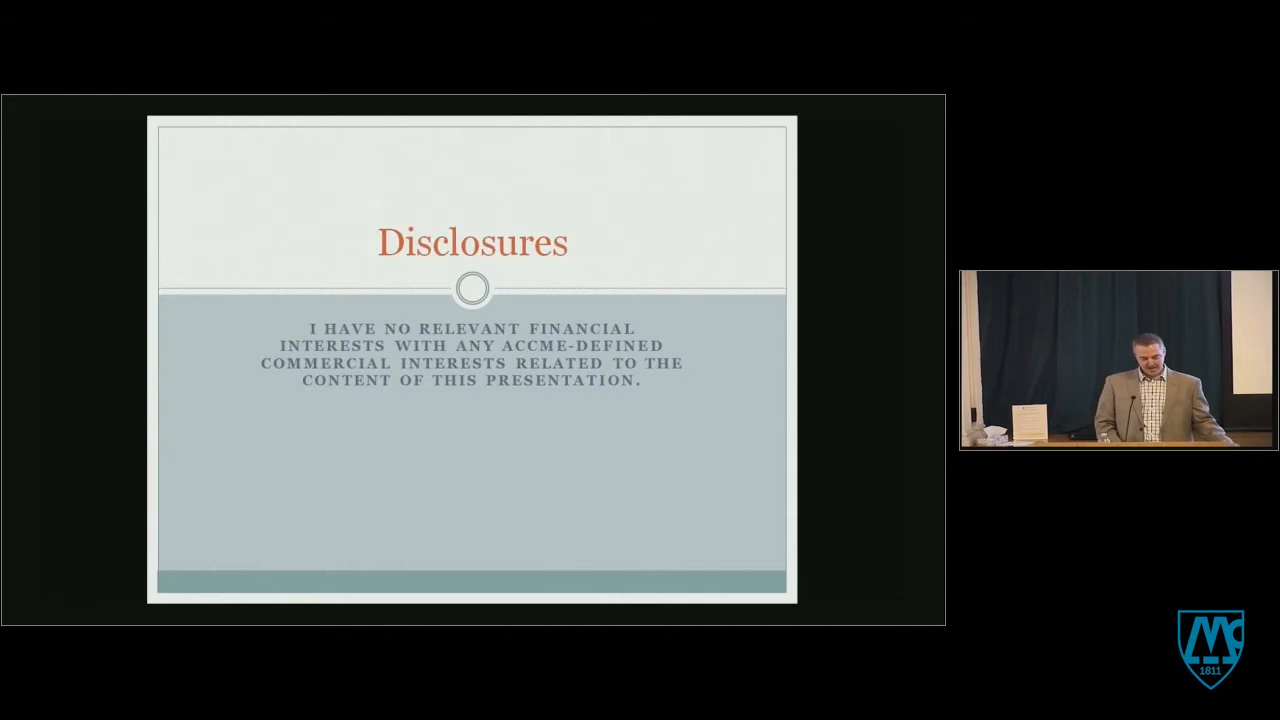 Disclosures
I HAVE NO RELEVANT FINANCIAL
INTERESTS WITH ANY ACCME-DEFINED
COMMERCIAL INTERESTS RELATED TO THE
CONTENT OF THIS PRESENTATION.
1811